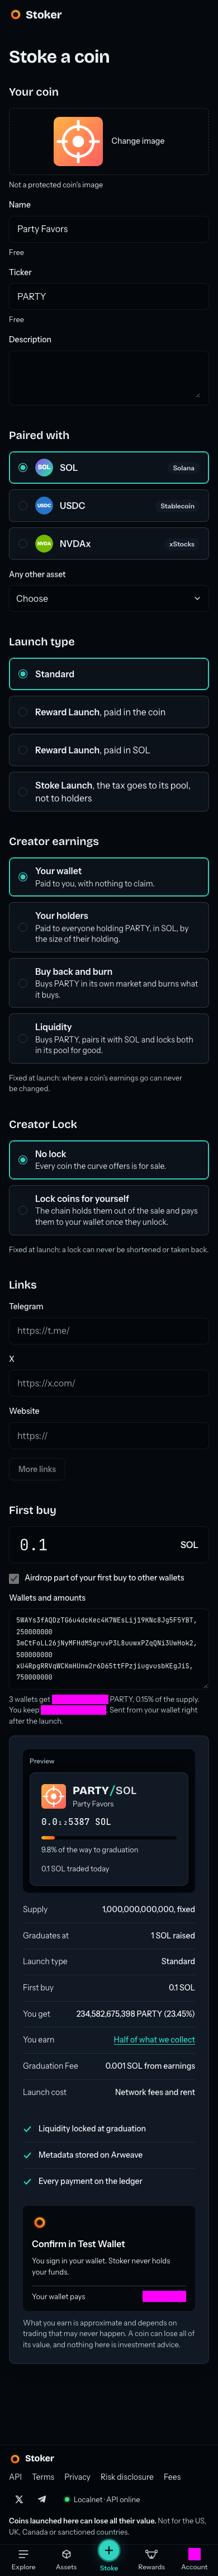 Stoker
Stoke a coin
Your coin
Change image
Not a protected coin's image
Name
Party Favors
Free
Ticker
PARTY
Free
Description
Paired with
SOL SOL Solana
USDC USDC Stablecoin
NVDA NVDAx xStocks
Any other asset
Choose
Launch type
Standard
Reward Launch, paid in the coin
Reward Launch, paid in SOL
Stoke Launch, the tax goes to its pool,
not to holders
Creator earnings
Your wallet
Paid to you, with nothing to claim.
Your holders
Paid to everyone holding PARTY, in SOL, by
the size of their holding.
Buy back and burn
Buys PARTY in its own market and burns what
it buys.
Liquidity
Buys PARTY, pairs it with SOL and locks both
in its pool for good.
Fixed at launch: where a coin's earnings go can never
be changed.
Creator Lock
No lock
Every coin the curve offers is for sale.
Lock coins for yourself
The chain holds them out of the sale and pays
them to your wallet once they unlock.
Fixed at launch: a lock can never be shortened or taken back.
Links
Telegram
https://t.me/
X
https://x.com/
Website
https://
More links
First buy
0.1 SOL
Airdrop part of your first buy to other wallets
Wallets and amounts
5WAYsJfAQDzTG6u4dcKec4K7WEsLij19KNc8Jg5F5YBT,
250000000
3mCtFoLL26jNyMFHdMSgruvP3L8uuwxPZqQNi3UwHok2,
500000000
xU4RpgRRVqWCKmHUnw2r6D65ttFPzjiugvusbKEgJiS,
750000000
3 wallets get PARTY, 0.15% of the supply.
You keep . Sent from your wallet right
after the launch.
Preview
PARTY/SOL
Party Favors
0.0₁₂5387 SOL
9.8% of the way to graduation
0.1 SOL traded today
Supply 1,000,000,000,000, fixed
Graduates at 1 SOL raised
Launch type Standard
First buy 0.1 SOL
You get 234,582,675,398 PARTY (23.45%)
You earn Half of what we collect
Graduation Fee 0.001 SOL from earnings
Launch cost Network fees and rent
Liquidity locked at graduation
Metadata stored on Arweave
Every payment on the ledger
Confirm in Test Wallet
You sign in your wallet. Stoker never holds
your funds.
Your wallet pays
What you earn is approximate and depends on
trading that may never happen. A coin can lose all of
its value, and nothing here is investment advice.
Stoker
API Terms Privacy Risk disclosure Fees
Localnet · API online
Coins launched here can lose all their value. Not for the US,
UK, Canada or sanctioned countries.
Explore Assets Stoke Rewards Account